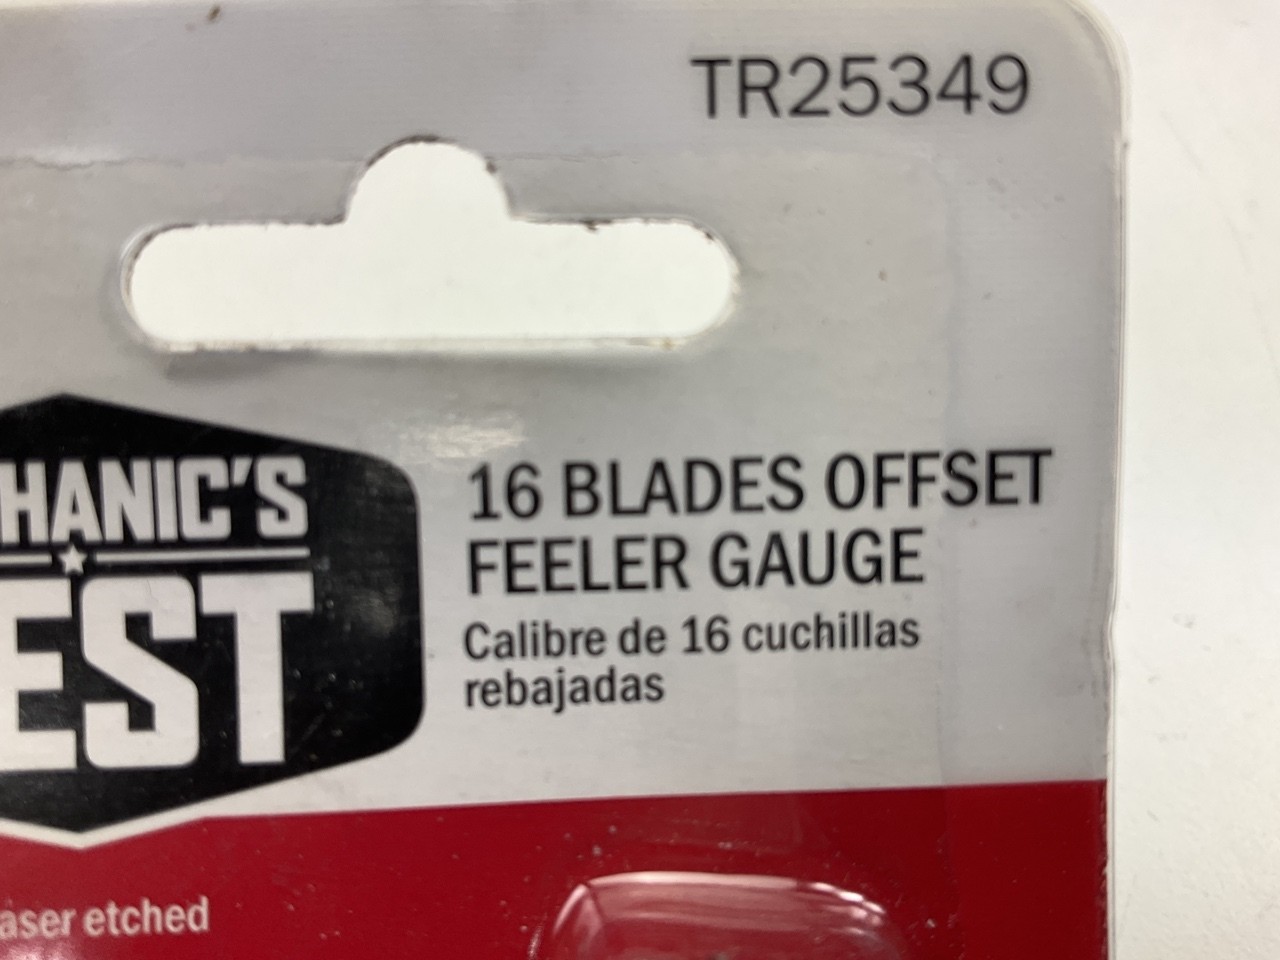 TR25349
HANIC'S
EST
16 BLADES OFFSET
FEELER GAUGE
Calibre de 16 cuchillas
rebajadas
aser etched